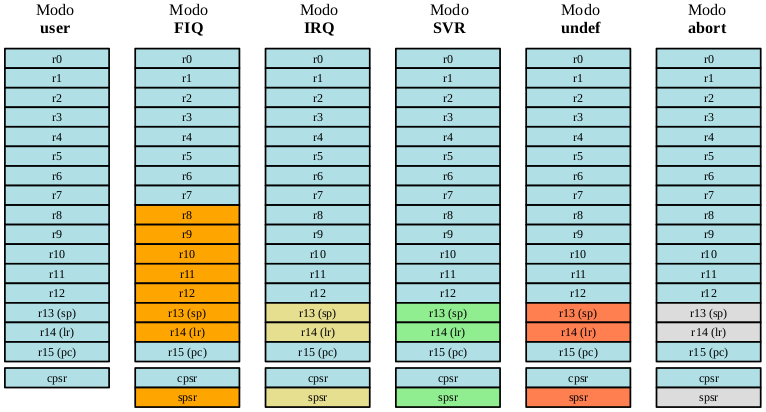 Modo Modo Modo Modo Modo Modo
user FIQ IRQ SVR undef abort
r0 r0 r0 r0 r0 r0
r1 r1 r1 r1 r1 r1
r2 r2 r2 r2 r2 r2
r3 r3 r3 r3 r3 r3
r4 r4 r4 r4 r4 r4
r5 r5 r5 r5 r5 r5
r6 r6 r6 r6 r6 r6
r7 r7 r7 r7 r7 r7
r8 r8 r8 r8 r8 r8
r9 r9 r9 r9 r9 r9
r10 r10 r10 r10 r10 r10
r11 r11 r11 r11 r11 r11
r12 r12 r12 r12 r12 r12
r13 (sp) r13 (sp) r13 (sp) r13 (sp) r13 (sp) r13 (sp)
r14 (lr) r14 (lr) r14 (lr) r14 (lr) r14 (lr) r14 (lr)
r15 (pc) r15 (pc) r15 (pc) r15 (pc) r15 (pc) r15 (pc)
cpsr cpsr cpsr cpsr cpsr cpsr
spsr spsr spsr spsr spsr